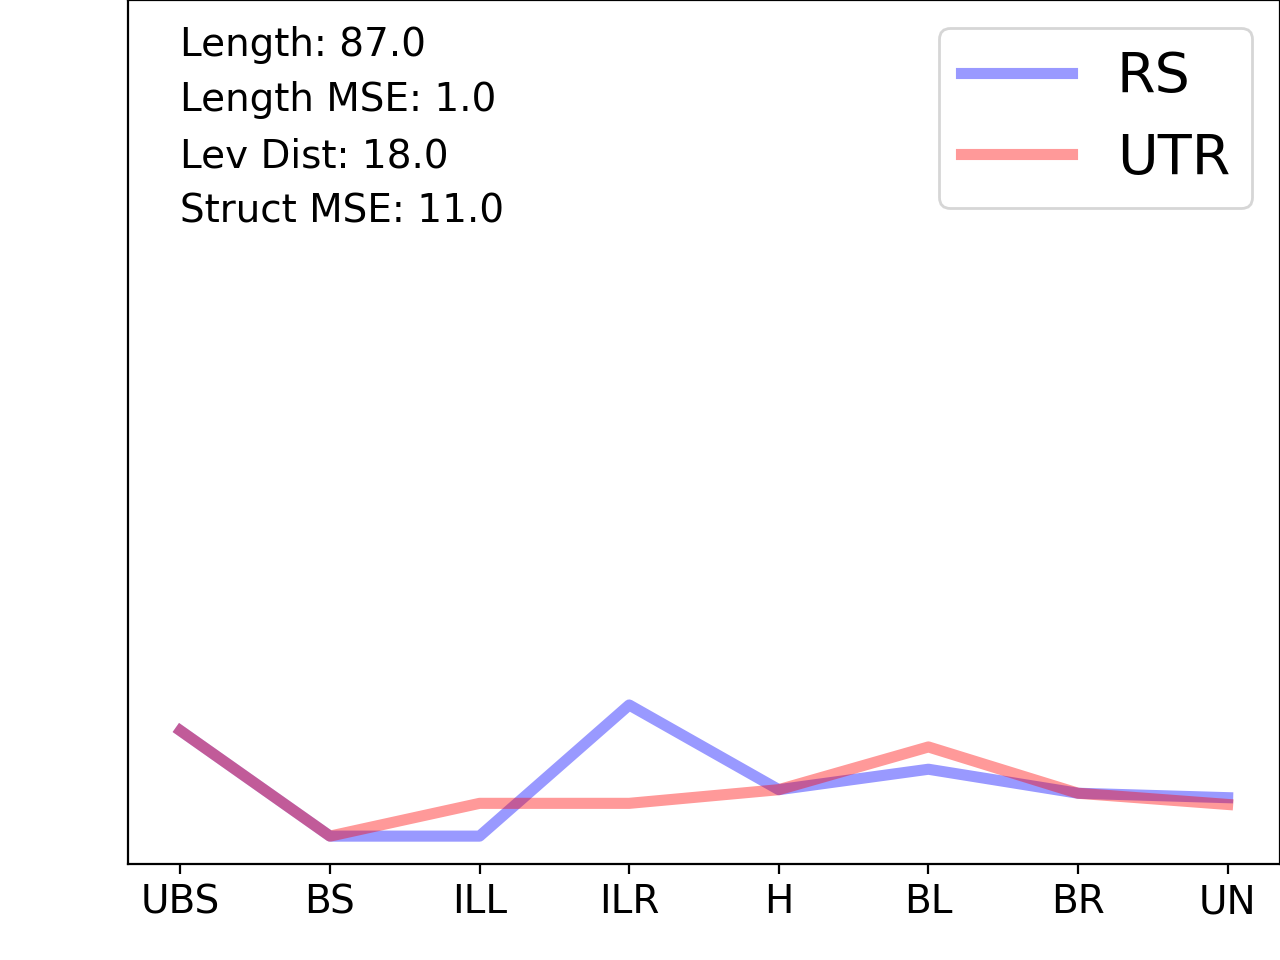 Length: 87.0
Length MSE: 1.0
Lev Dist: 18.0
Struct MSE: 11.0
RS
UTR
UBS BS ILL ILR H BL BR UN